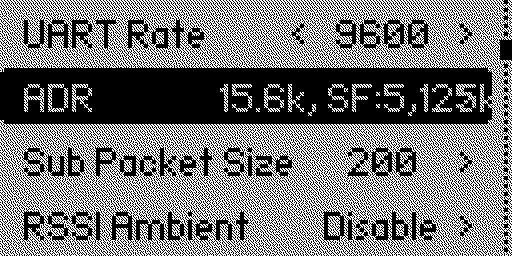 UART Rate < 9600 >
ADR 15.6k, SF:5,125k
Sub Packet Size 200 >
RSSI Ambient Disable >